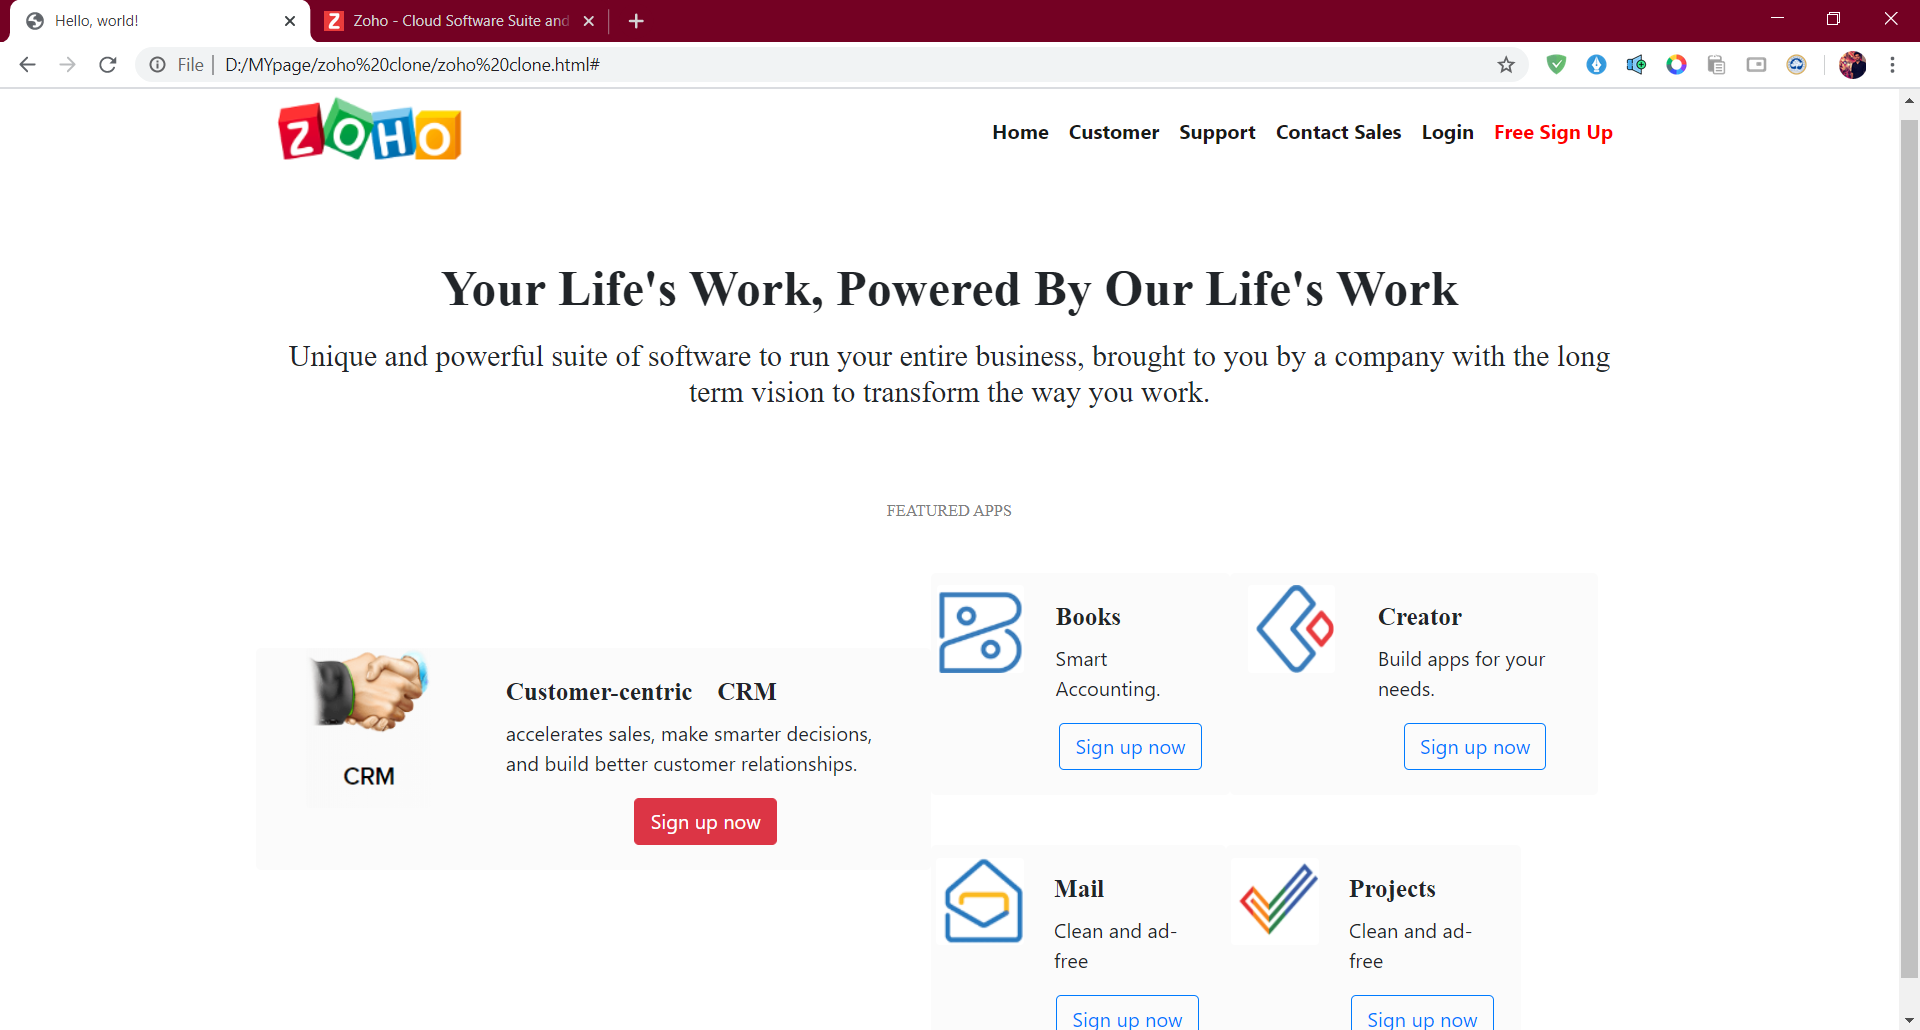 Hello, world!
Zoho - Cloud Software Suite and
File
D:/MYpage/zoho%20clone/zoho%20clone.html#
ZOHO
Home
Customer
Support
Contact Sales
Login
Free Sign Up
Your Life's Work, Powered By Our Life's Work
Unique and powerful suite of software to run your entire business, brought to you by a company with the long
term vision to transform the way you work.
FEATURED APPS
CRM
Customer-centric CRM
accelerates sales, make smarter decisions,
and build better customer relationships.
Sign up now
Books
Smart
Accounting.
Sign up now
Creator
Build apps for your
needs.
Sign up now
Mail
Clean and ad-
free
Sign up now
Projects
Clean and ad-
free
Sign up now